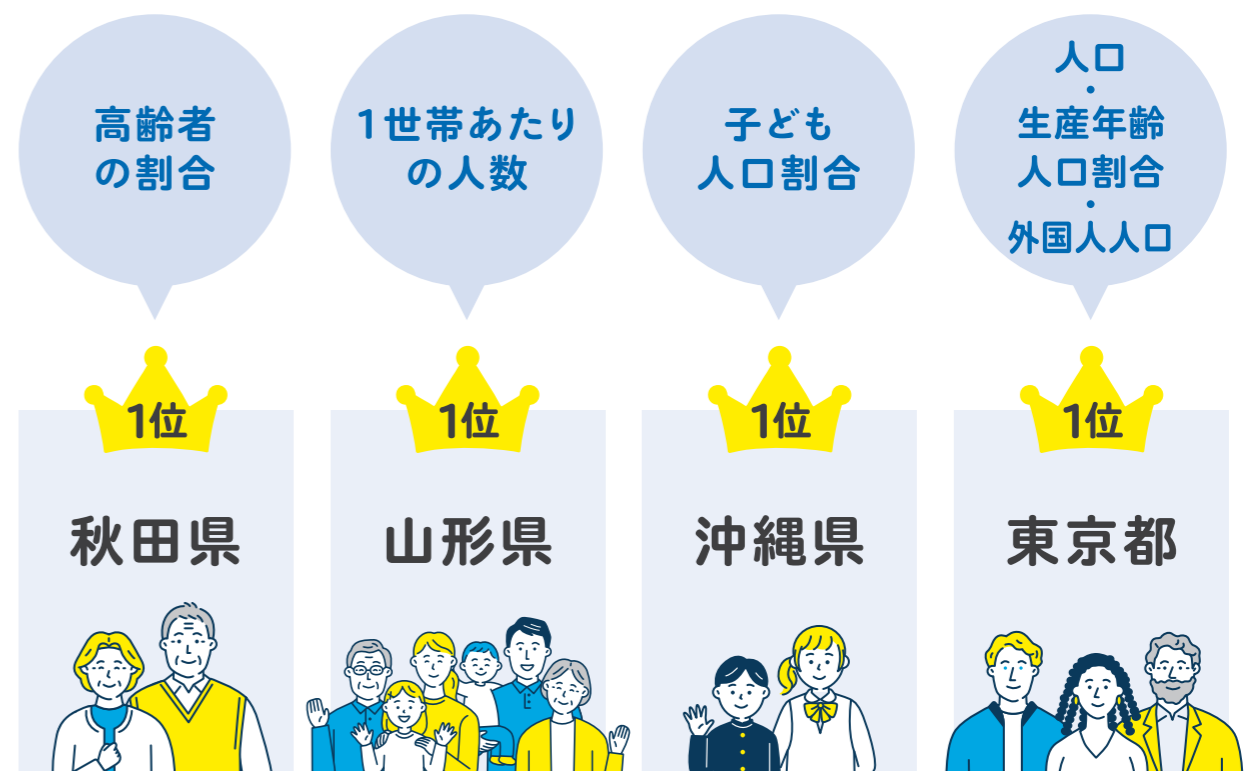 高齢者
の割合
1世帯あたり
の人数
子ども
人口割合
人口
・
生産年齢
人口割合
・
外国人人口
1位
秋田県
1位
山形県
1位
沖縄県
1位
東京都